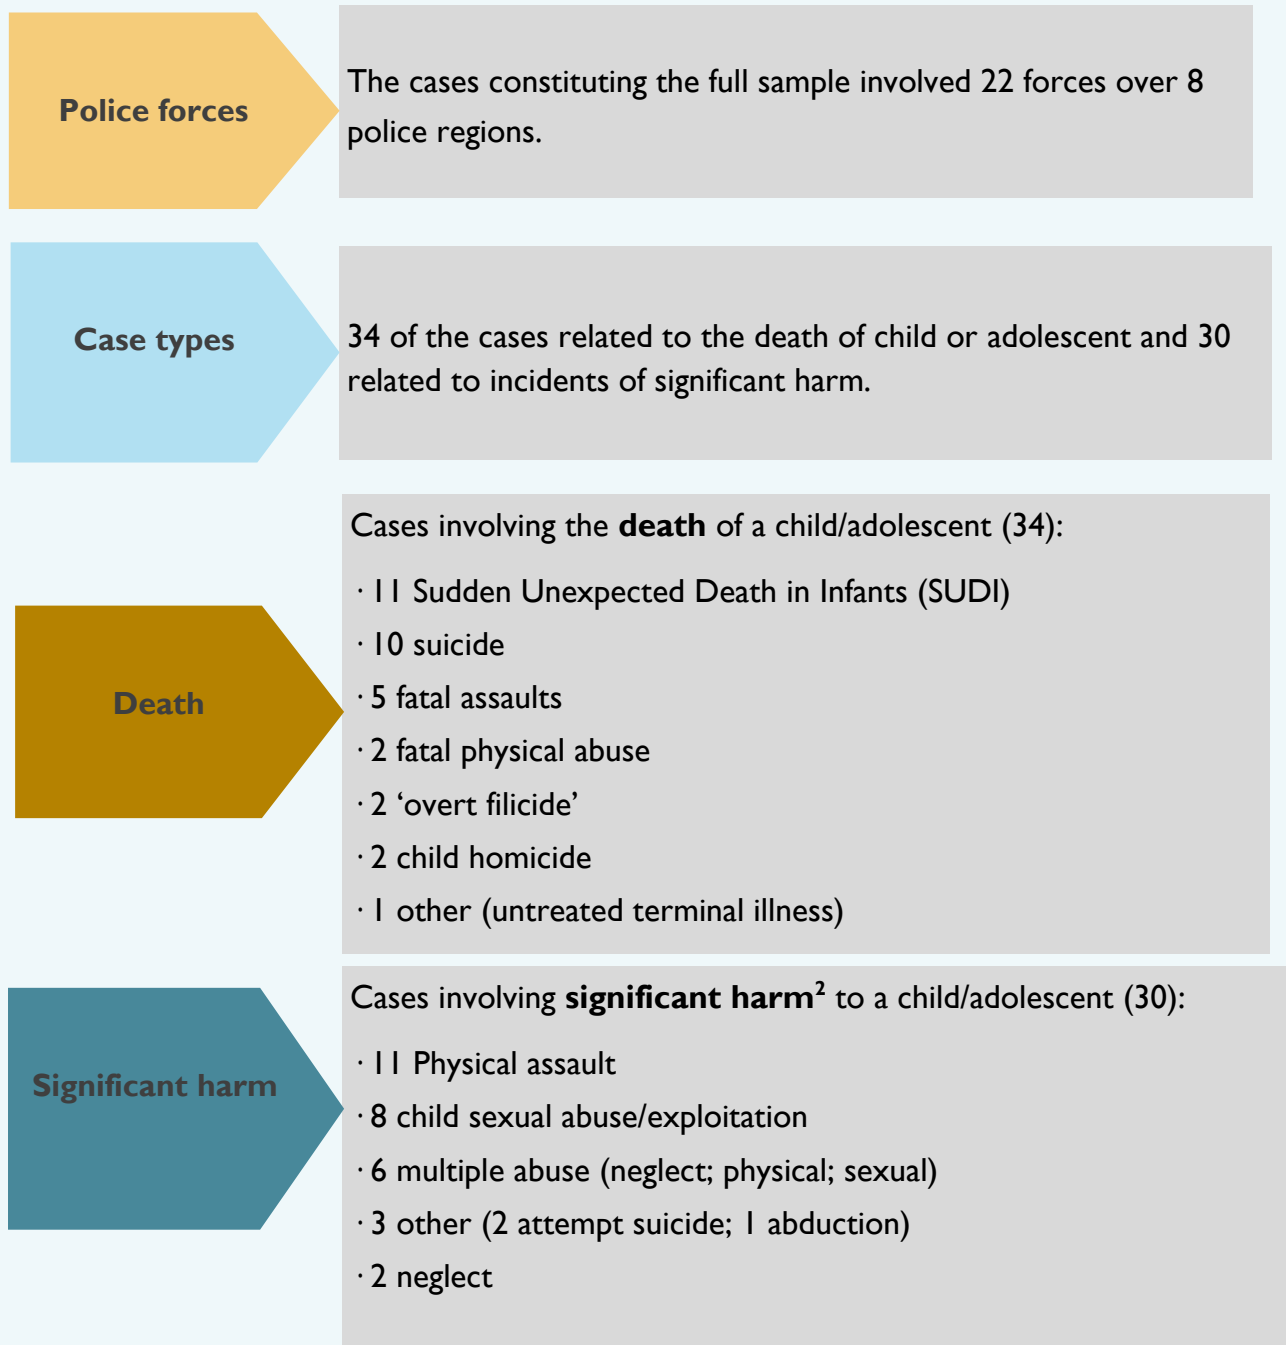 Police forces
The cases constituting the full sample involved 22 forces over 8
police regions.
Case types
34 of the cases related to the death of child or adolescent and 30
related to incidents of significant harm.
Death
Cases involving the death of a child/adolescent (34):
· 11 Sudden Unexpected Death in Infants (SUDI)
· 10 suicide
· 5 fatal assaults
· 2 fatal physical abuse
· 2 ‘overt filicide’
· 2 child homicide
· 1 other (untreated terminal illness)
Significant harm
Cases involving significant harm² to a child/adolescent (30):
· 11 Physical assault
· 8 child sexual abuse/exploitation
· 6 multiple abuse (neglect; physical; sexual)
· 3 other (2 attempt suicide; 1 abduction)
· 2 neglect